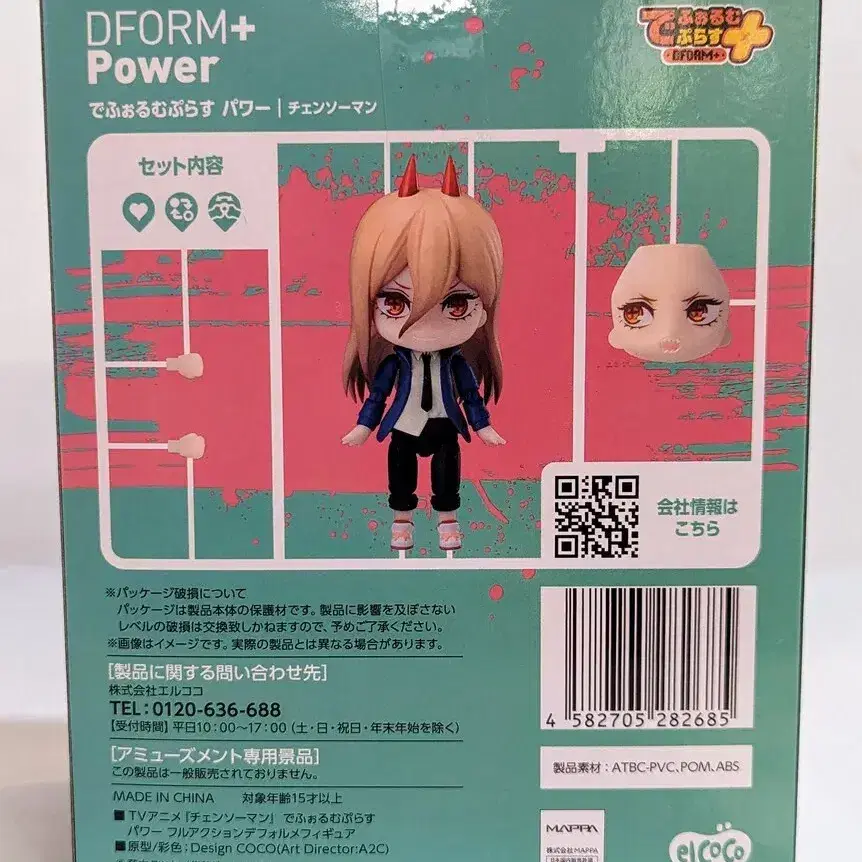 DFORM+
Power
でふぉるむぷらす パワー｜チェンソーマン
でふぉるむ
ぷらす+
・DFORM+・
セット内容
会社情報は
こちら
※パッケージ破損について
パッケージは製品本体の保護材です。製品に影響を及ぼさない
レベルの破損は交換致しかねますので、予めご了承ください。
※画像はイメージです。実際の製品とは異なる場合があります。
[製品に関する問い合わせ先]
株式会社エルココ
TEL:0120-636-688
【受付時間】平日10:00〜17:00（土・日・祝日・年末年始を除く）
[アミューズメント専用景品]
この製品は一般販売されておりません。
MADE IN CHINA 対象年齢15才以上
■TVアニメ『チェンソーマン』でふぉるむぷらす
パワー フルアクションデフォルメフィギュア
■原型/彩色:Design COCO(Art Director:A2C)
4 582705 282685
製品素材:ATBC-PVC、POM、ABS
MAPPA
株式会社MAPPA
elCOCO